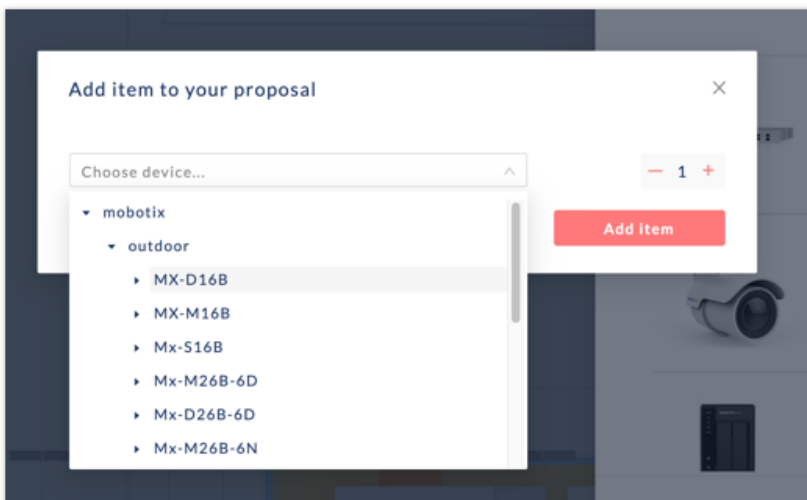 Add item to your proposal
Choose device...
1
Add item
mobotix
outdoor
MX-D16B
MX-M16B
Mx-S16B
Mx-M26B-6D
Mx-D26B-6D
Mx-M26B-6N